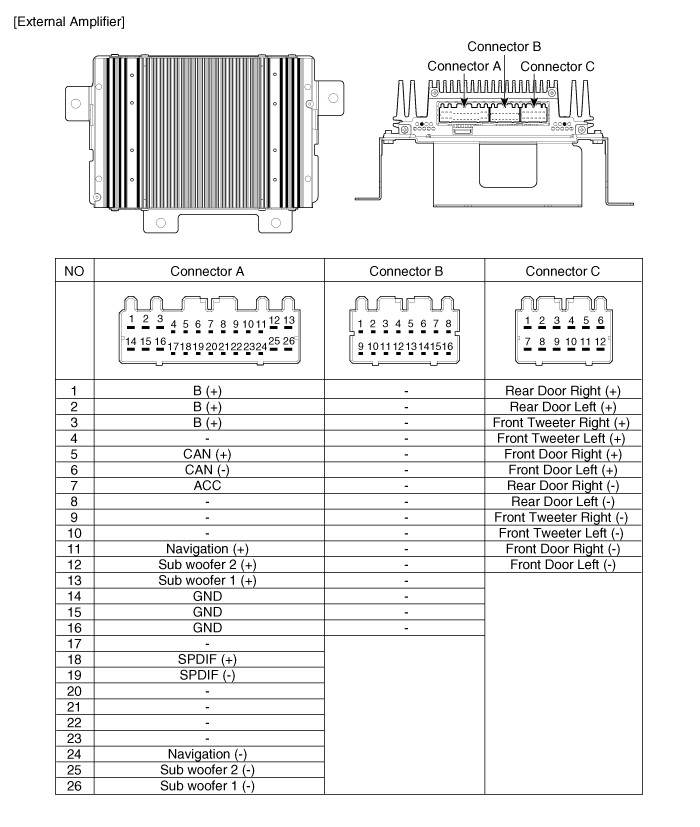 [External Amplifier]
Connector B
Connector A Connector C
NO Connector A Connector B Connector C
1 2 3 4 5 6 7 8 9 10 11 12 13 1 2 3 4 5 6 7 8 1 2 3 4 5 6
14 15 16 17 18 19 20 21 22 23 24 25 26 9 10 11 12 13 14 15 16 7 8 9 10 11 12
1 B (+) - Rear Door Right (+)
2 B (+) - Rear Door Left (+)
3 B (+) - Front Tweeter Right (+)
4 - - Front Tweeter Left (+)
5 CAN (+) - Front Door Right (+)
6 CAN (-) - Front Door Left (+)
7 ACC - Rear Door Right (-)
8 - - Rear Door Left (-)
9 - - Front Tweeter Right (-)
10 - - Front Tweeter Left (-)
11 Navigation (+) - Front Door Right (-)
12 Sub woofer 2 (+) - Front Door Left (-)
13 Sub woofer 1 (+) -
14 GND -
15 GND -
16 GND -
17 -
18 SPDIF (+)
19 SPDIF (-)
20 -
21 -
22 -
23 -
24 Navigation (-)
25 Sub woofer 2 (-)
26 Sub woofer 1 (-)